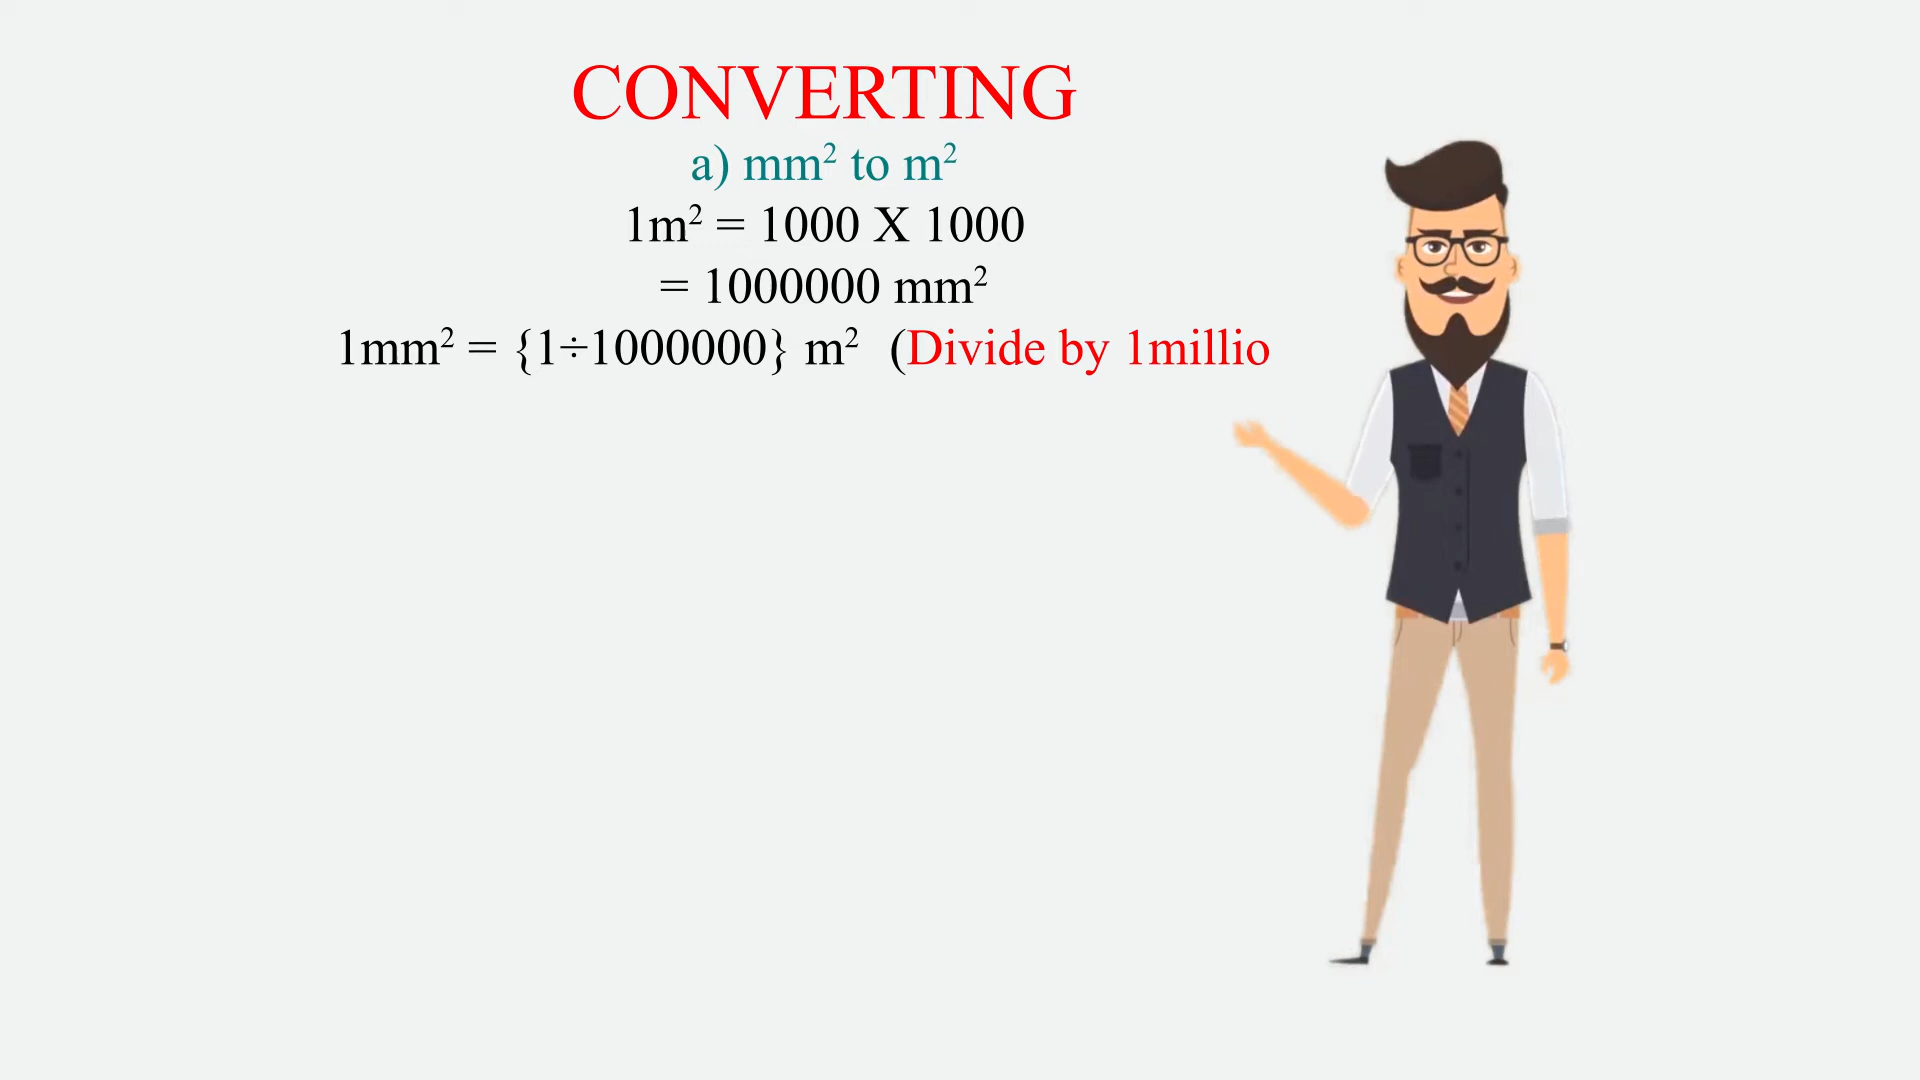 CONVERTING
a) mm² to m²
1m² = 1000 X 1000
= 1000000 mm²
1mm² = {1÷1000000} m² (Divide by 1millio